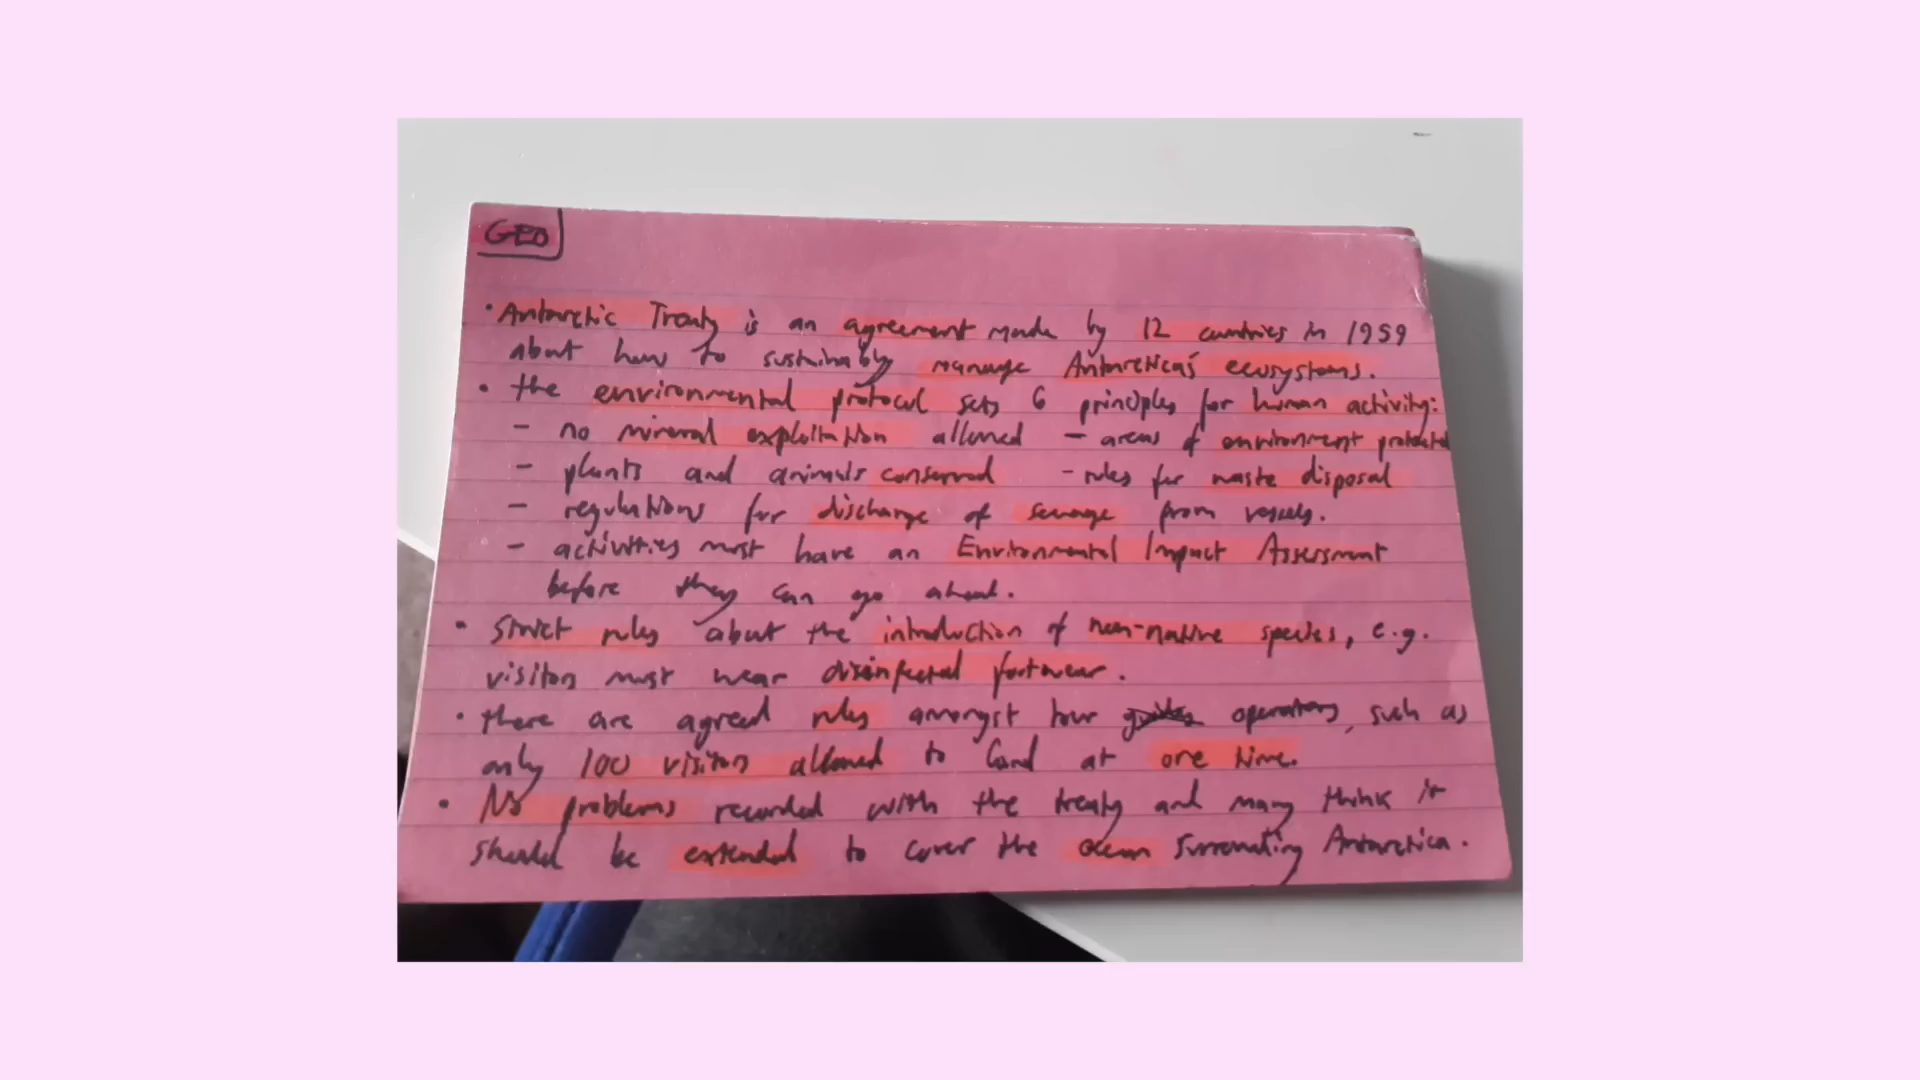 GEO
• Antarctic Treaty is an agreement made by 12 countries in 1959
about how to sustainably manage Antarctica's ecosystems.
• the environmental protocol sets 6 principles for human activity:
- no mineral exploitation allowed - areas of environment protected
- plants and animals conserved - rules for waste disposal
- regulations for discharge of sewage from vessels.
- activities must have an Environmental Impact Assessment
before they can go ahead.
• Strict rules about the introduction of non-native species, e.g.
visitors must wear disinfected footwear.
• there are agreed rules amongst tour guides operators, such as
only 100 visitors allowed to land at one time.
• No problems recorded with the treaty and many think it
should be extended to cover the ocean surrounding Antarctica.